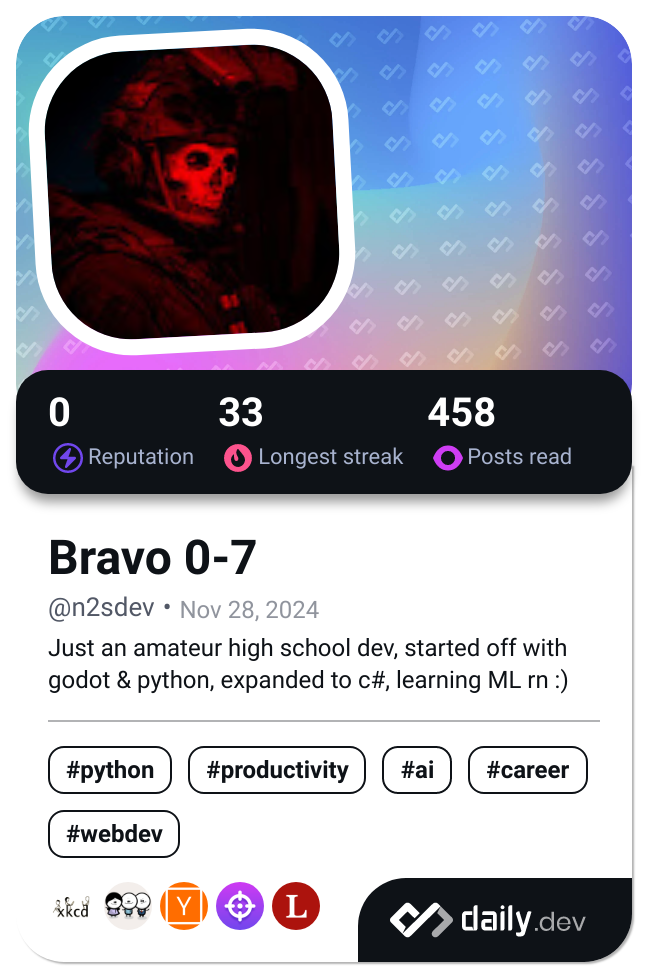 0 33 458
Reputation Longest streak Posts read
Bravo 0-7
@n2sdev • Nov 28, 2024
Just an amateur high school dev, started off with
godot & python, expanded to c#, learning ML rn :)
#python #productivity #ai #career
#webdev
xkcd Y L daily.dev